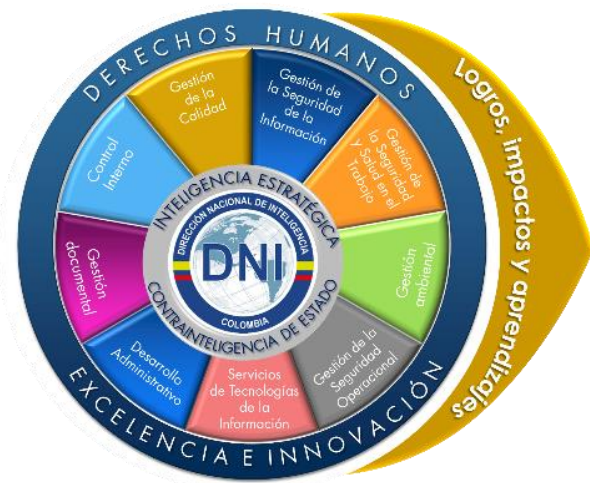 DERECHOS HUMANOS
Gestión
de la
Calidad
Gestión de
la Seguridad
de la
Información
Gestión de
la Seguridad
y Salud en el
Trabajo
Gestión
ambiental
Gestión de la
Seguridad
Operacional
Servicios
de Tecnologías
de la
Información
Desarrollo
Administrativo
Gestión
documental
Control
Interno
INTELIGENCIA ESTRATÉGICA
DIRECCIÓN NACIONAL DE INTELIGENCIA
DNI
COLOMBIA
CONTRAINTELIGENCIA DE ESTADO
EXCELENCIA E INNOVACIÓN
Logros, impactos y aprendizajes